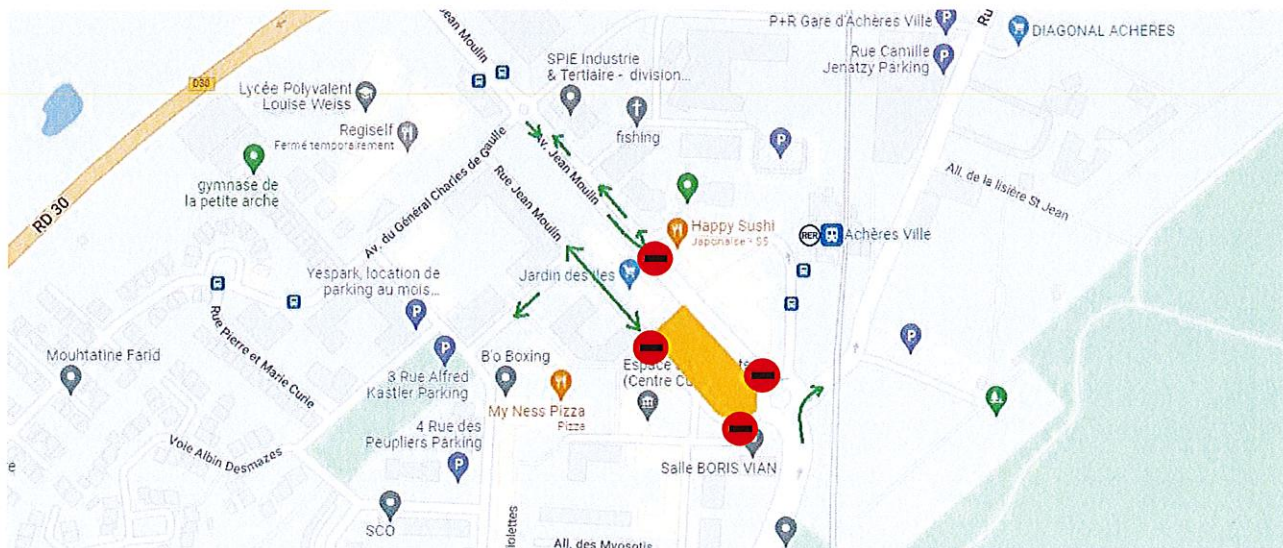 P+R Gare d'Achères Ville
DIAGONAL ACHERES
Rue Camille
Jenatzy Parking
Ru
Jean Moulin
SPIE Industrie
& Tertiaire - division...
D30
Lycée Polyvalent
Louise Weiss
Regiself
Fermé temporairement
fishing
gymnase de
la petite arche
RD 30
Av. du Général Charles de Gaulle
Av. Jean Moulin
Rue Jean Moulin
All. de la lisière St Jean
Happy Sushi
Japonaise - $$
RER
Achères Ville
Jardin des Iles
Yespark, location de
parking au mois...
Rue Pierre et Marie Curie
Mouhtatine Farid
3 Rue Alfred
Kastler Parking
B'o Boxing
My Ness Pizza
Pizza
Espace
(Centre Cu
4 Rue des
Peupliers Parking
Voie Albin Desmazes
Salle BORIS VIAN
SCO
iolettes
All. des Myosotis
re